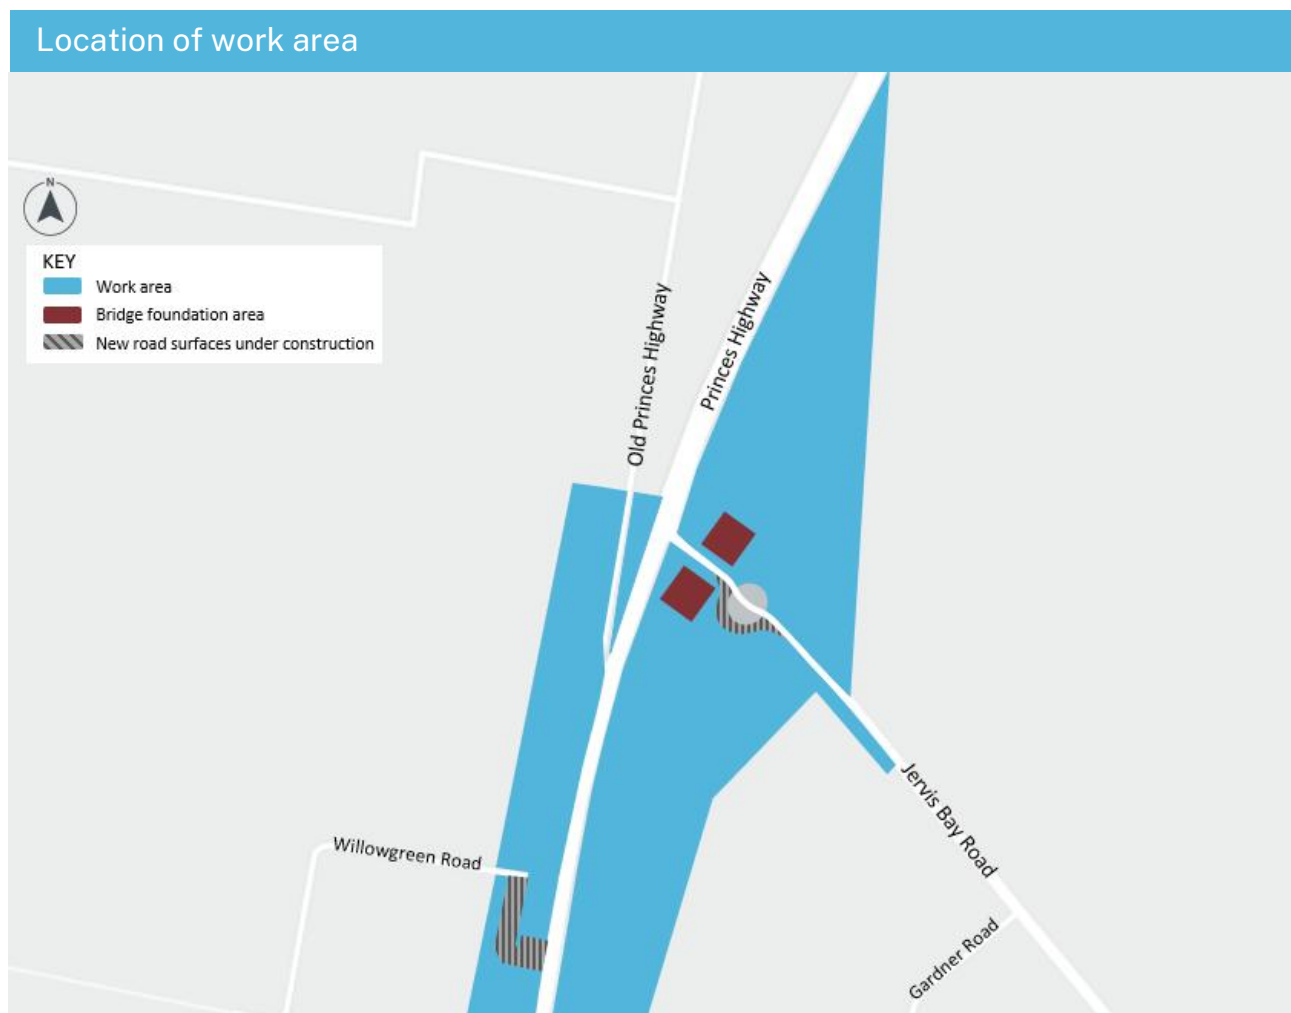 Location of work area
N
KEY
Work area
Bridge foundation area
New road surfaces under construction
Old Princes Highway
Princes Highway
Jervis Bay Road
Willowgreen Road
Gardner Road